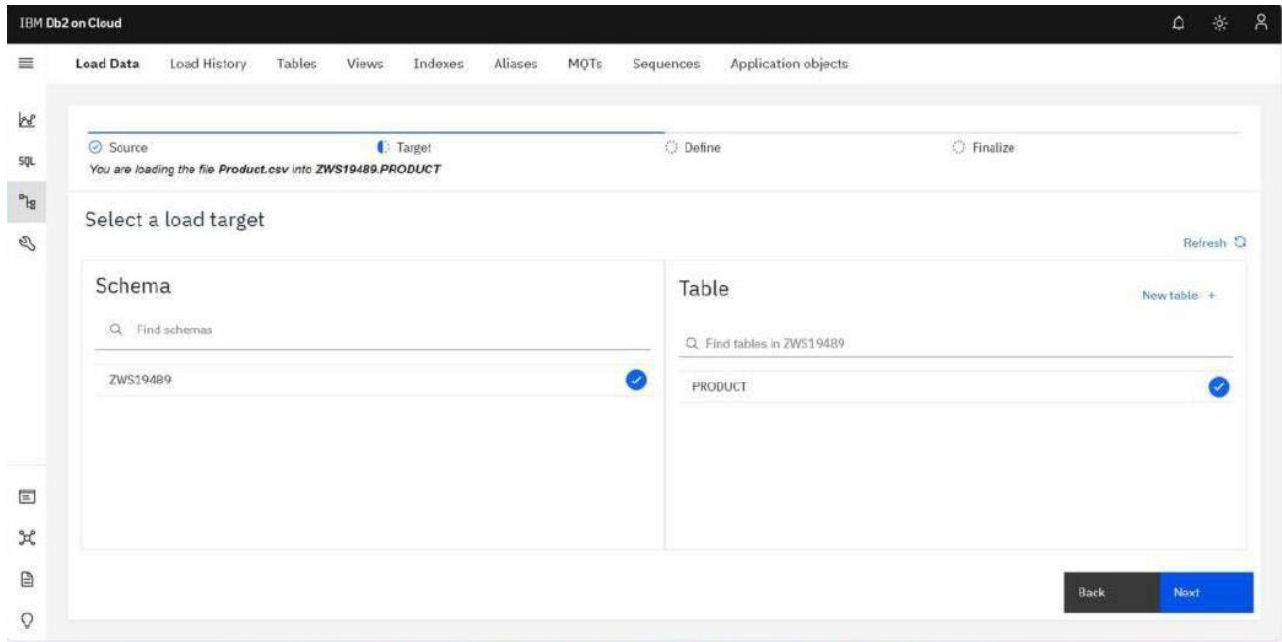 IBM Db2 on Cloud
Load Data Load History Tables Views Indexes Aliases MQTs Sequences Application objects
Source Target Define Finalize
You are loading the file Product.csv into ZWS19489.PRODUCT
SQL
Select a load target
Refresh
Schema
Table
New table +
Find schemas
Find tables in ZWS19489
ZWS19489
PRODUCT
Back Next